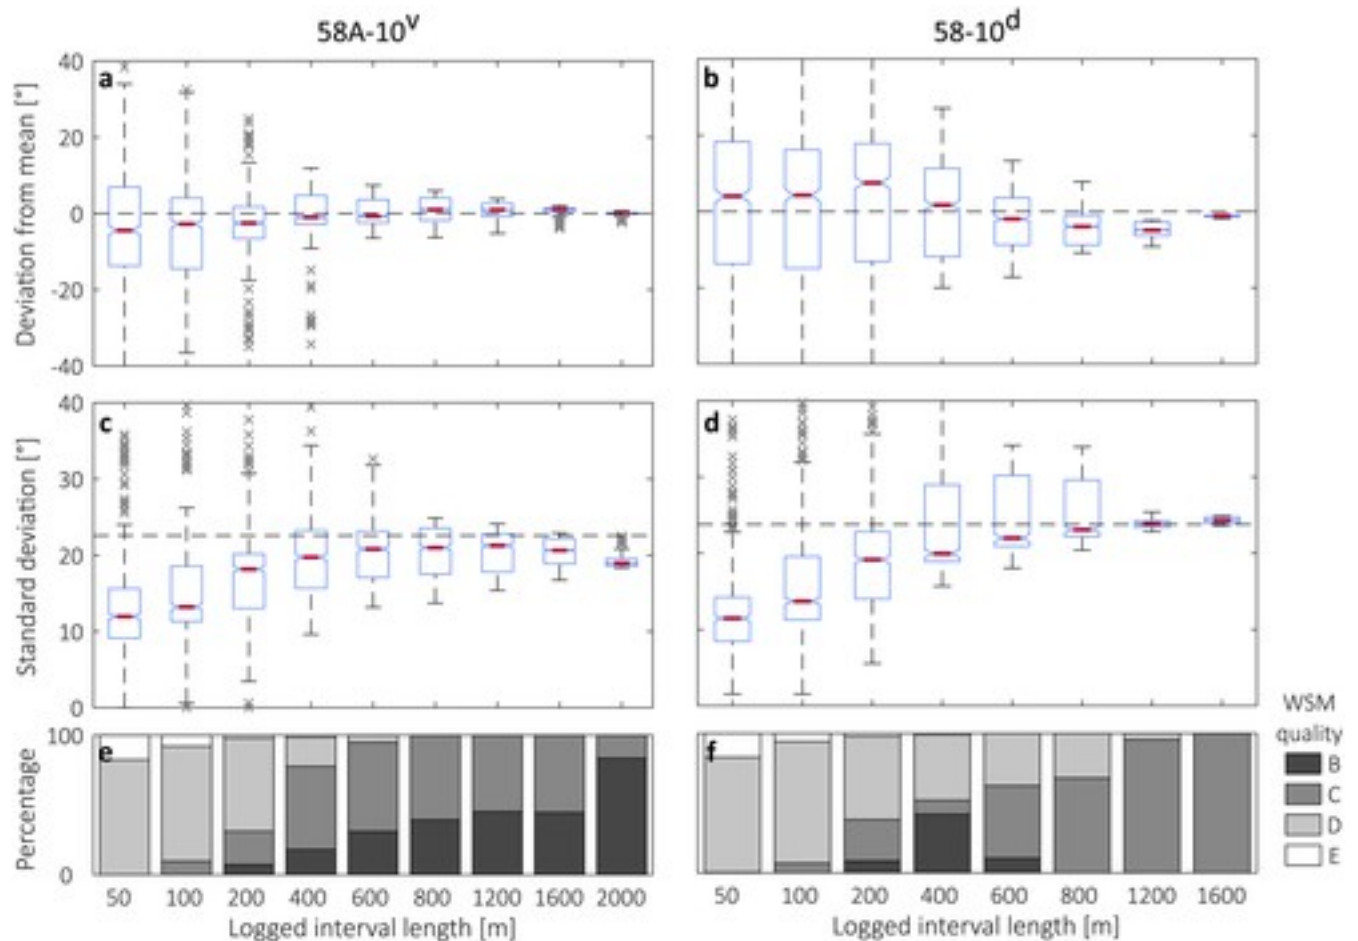 58A-10ᵛ
58-10ᵈ
a
b
Deviation from mean [°]
40
20
0
-20
-40
c
d
Standard deviation [°]
40
30
20
10
0
e
f
Percentage
100
0
WSM
quality
B
C
D
E
50 100 200 400 600 800 1200 1600 2000
50 100 200 400 600 800 1200 1600
Logged interval length [m]
Logged interval length [m]